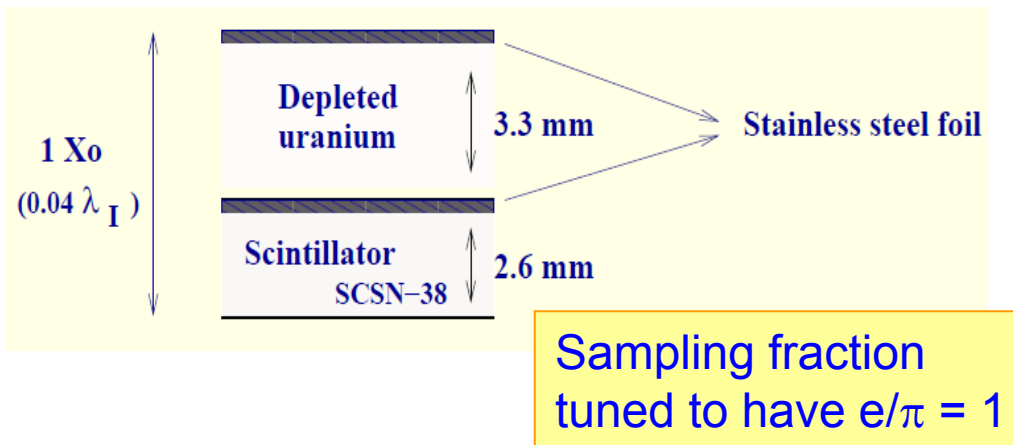 Depleted
uranium
3.3 mm
Stainless steel foil
1 Xo
(0.04 λ I )
Scintillator
SCSN−38
2.6 mm
Sampling fraction
tuned to have e/π = 1